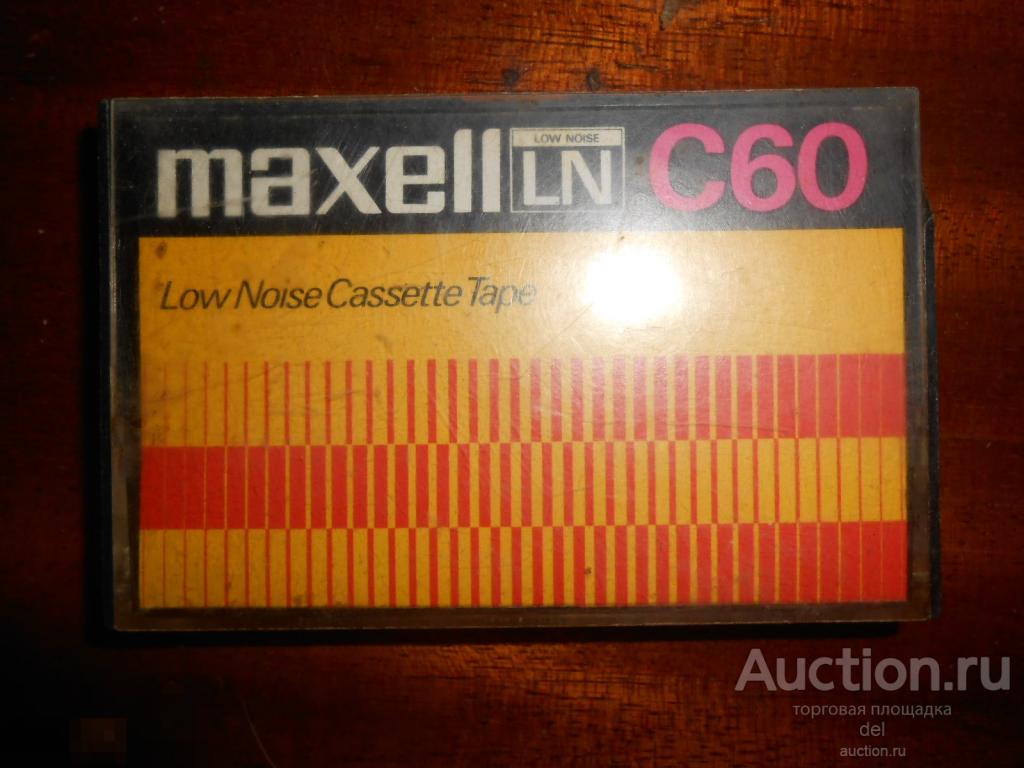 maxell LOW NOISE LN C60
Low Noise Cassette Tape
Auction.ru
торговая площадка
del
auction.ru